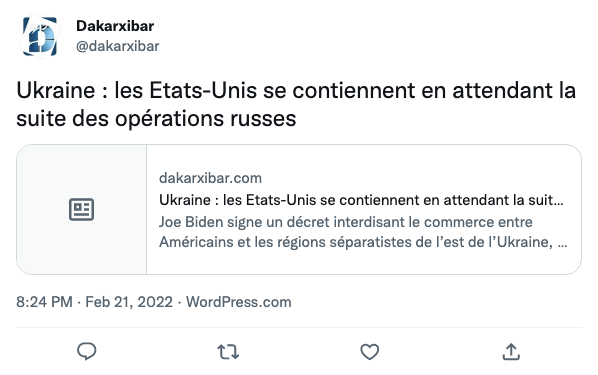 Dakarxibar
@dakarxibar
Ukraine : les Etats-Unis se contiennent en attendant la
suite des opérations russes
dakarxibar.com
Ukraine : les Etats-Unis se contiennent en attendant la suit...
Joe Biden signe un décret interdisant le commerce entre
Américains et les régions séparatistes de l’est de l’Ukraine, ...
8:24 PM · Feb 21, 2022 · WordPress.com